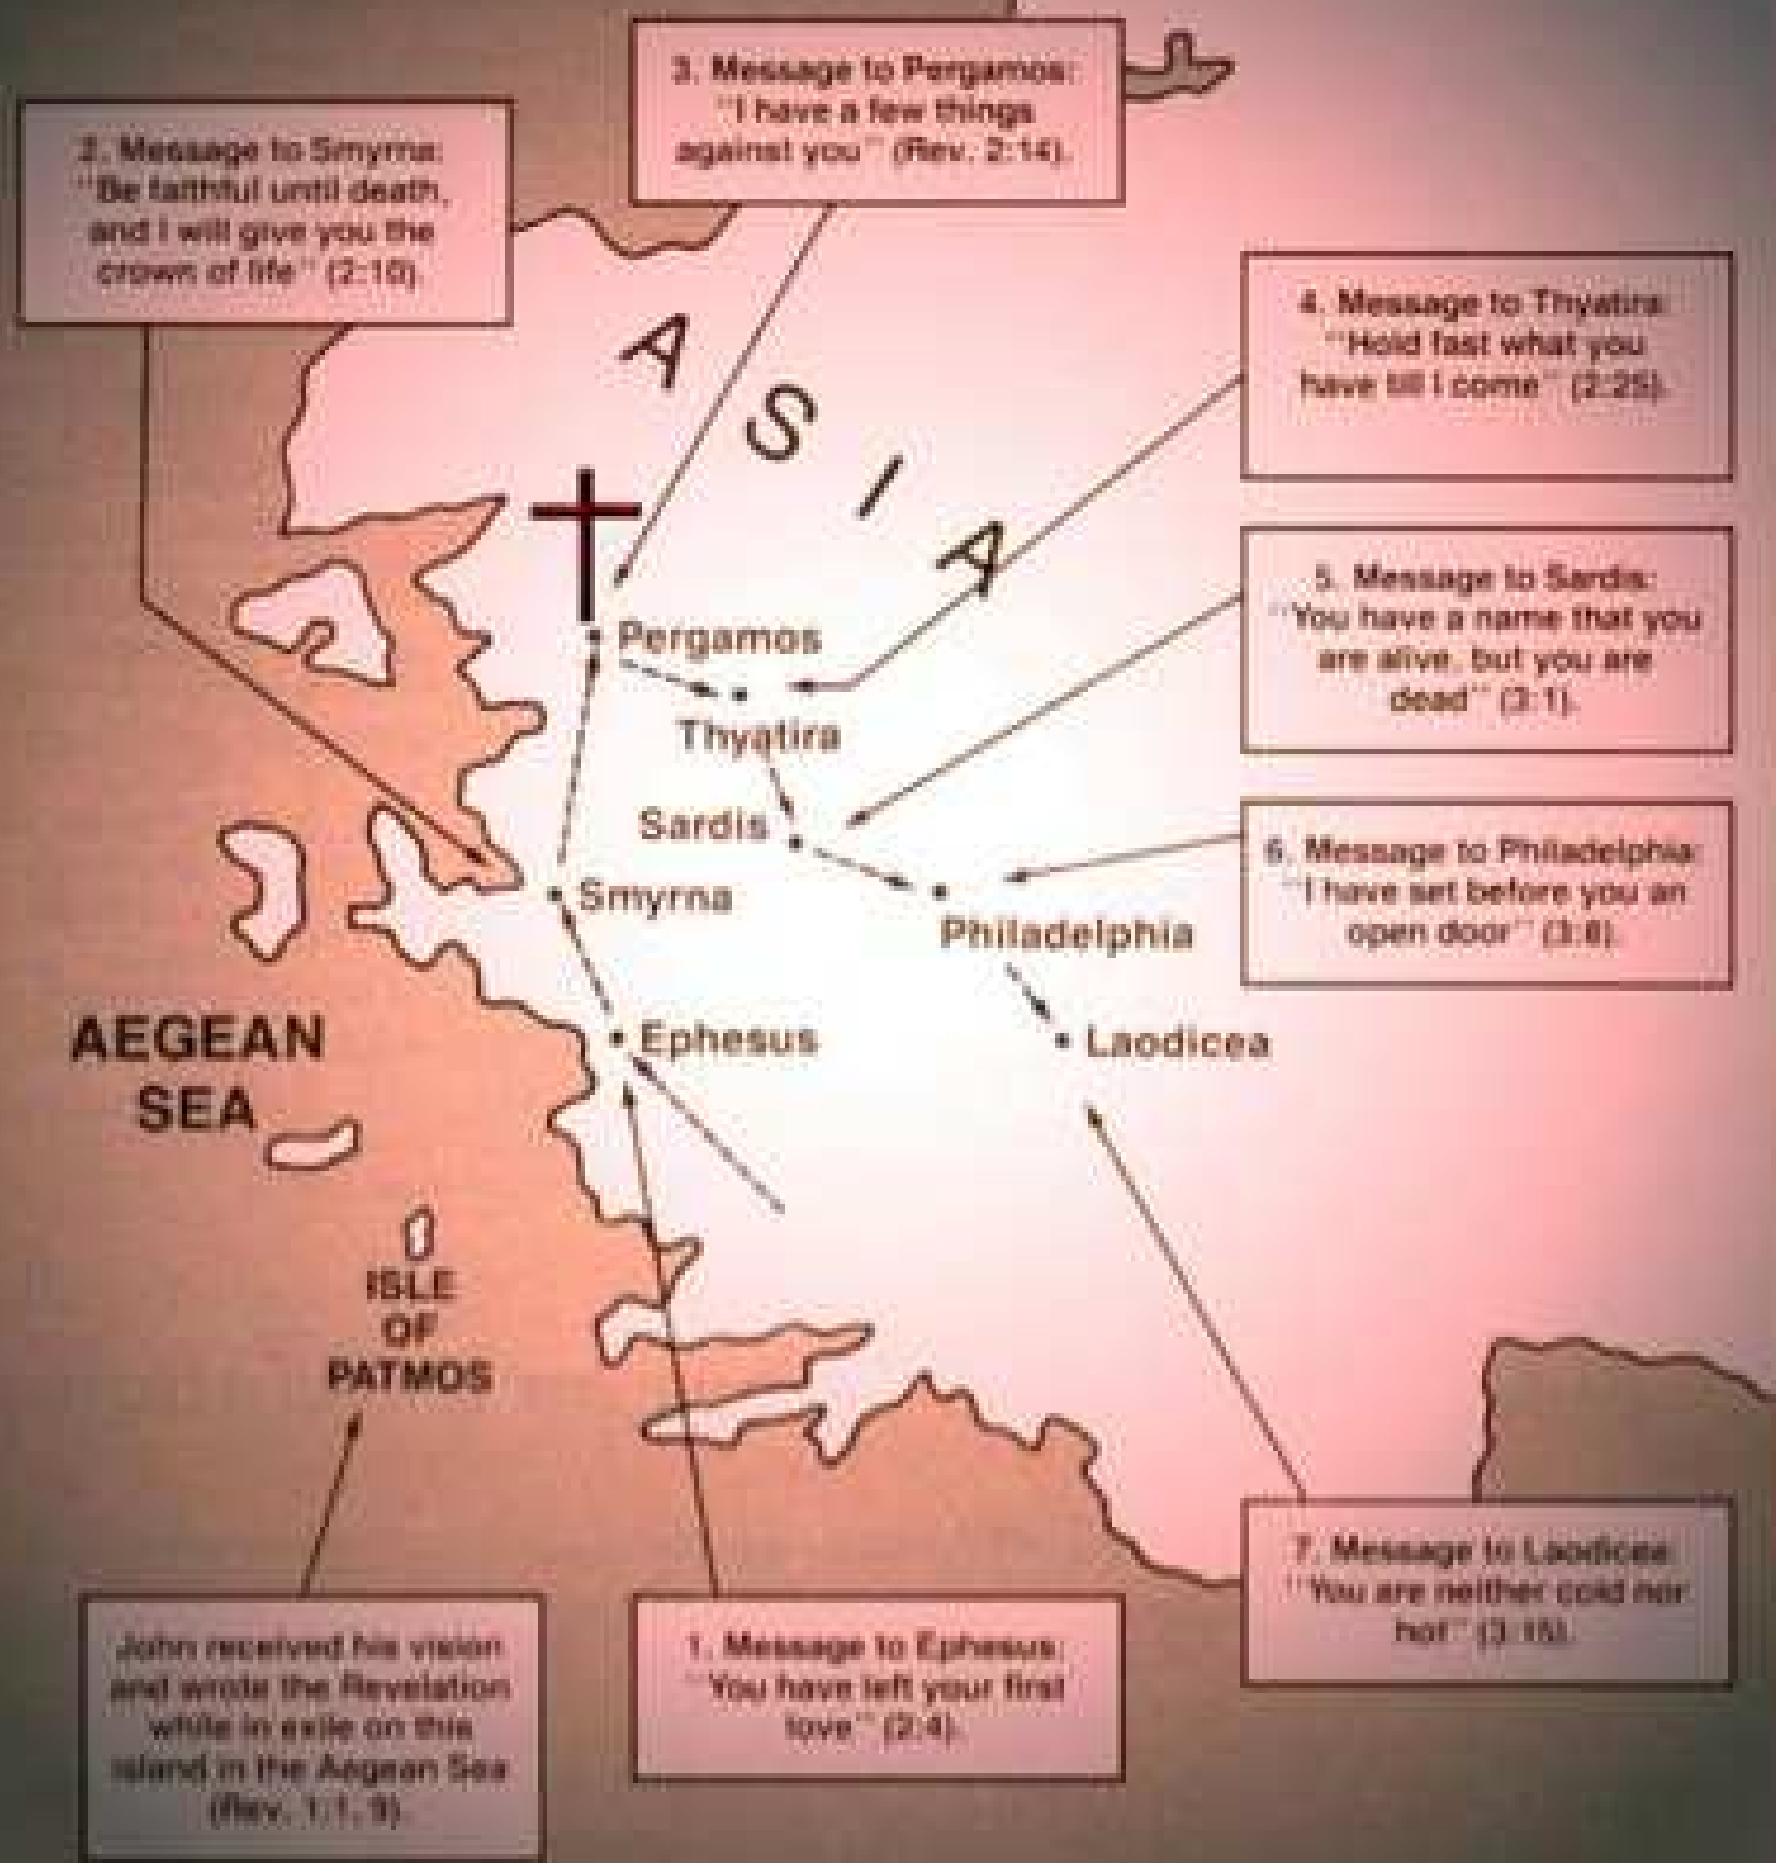 3. Message to Pergamos:
"I have a few things
against you" (Rev. 2:14).
2. Message to Smyrna:
"Be faithful until death,
and I will give you the
crown of life" (2:10).
4. Message to Thyatira:
"Hold fast what you
have till I come" (2:25).
ASIA
5. Message to Sardis:
"You have a name that you
are alive, but you are
dead" (3:1).
Pergamos
Thyatira
Sardis
6. Message to Philadelphia:
"I have set before you an
open door" (3:8).
Smyrna
Philadelphia
AEGEAN
SEA
Ephesus
Laodicea
ISLE
OF
PATMOS
7. Message to Laodicea:
"You are neither cold nor
hot" (3:15).
John received his vision
and wrote the Revelation
while in exile on this
island in the Aegean Sea
(Rev. 1:1, 9).
1. Message to Ephesus:
"You have left your first
love" (2:4).